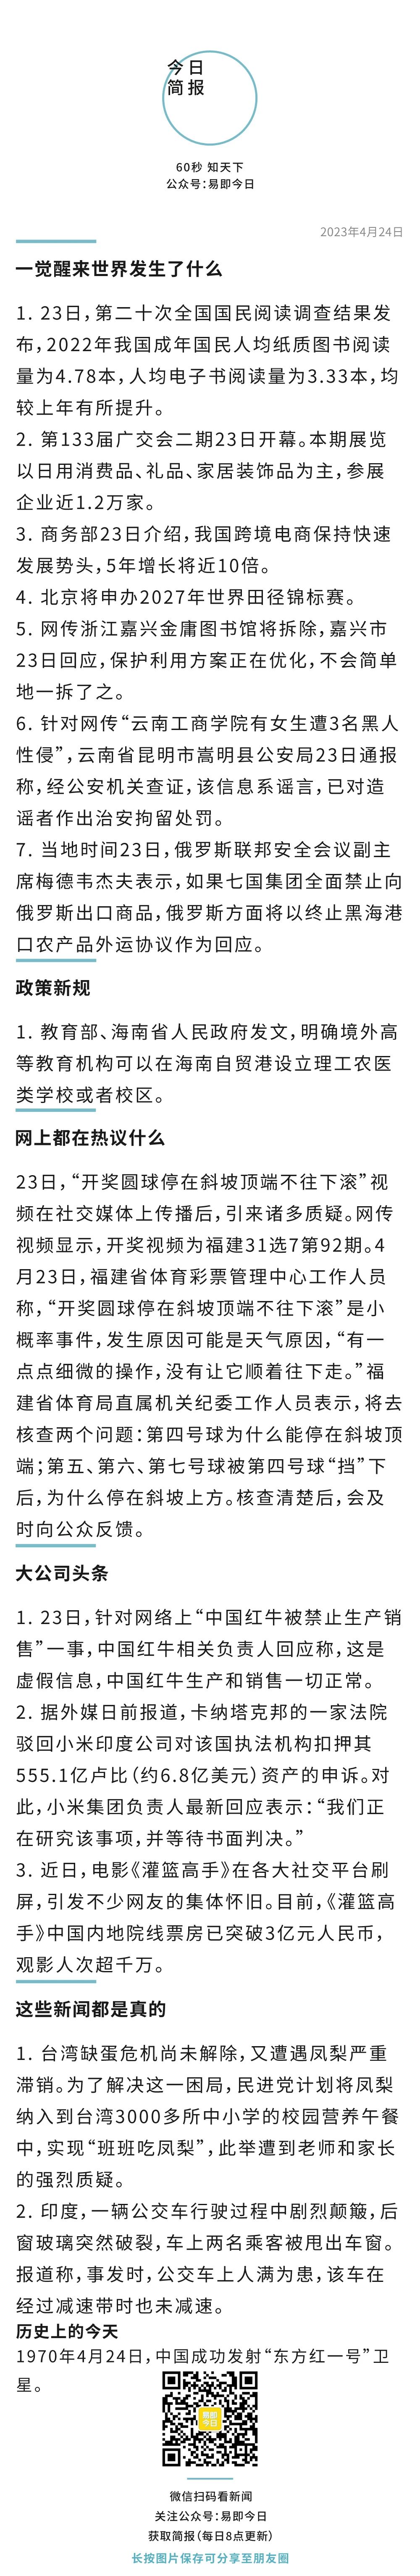 今日
简报
60秒 知天下
公众号：易即今日
2023年4月24日
一觉醒来世界发生了什么
1. 23日，第二十次全国国民阅读调查结果发
布，2022年我国成年国民人均纸质图书阅读
量为4.78本，人均电子书阅读量为3.33本，均
较上年有所提升。
2. 第133届广交会二期23日开幕。本期展览
以日用消费品、礼品、家居装饰品为主，参展
企业近1.2万家。
3. 商务部23日介绍，我国跨境电商保持快速
发展势头，5年增长将近10倍。
4. 北京将申办2027年世界田径锦标赛。
5. 网传浙江嘉兴金庸图书馆将拆除，嘉兴市
23日回应，保护利用方案正在优化，不会简单
地一拆了之。
6. 针对网传“云南工商学院有女生遭3名黑人
性侵”，云南省昆明市嵩明县公安局23日通报
称，经公安机关查证，该信息系谣言，已对造
谣者作出治安拘留处罚。
7. 当地时间23日，俄罗斯联邦安全会议副主
席梅德韦杰夫表示，如果七国集团全面禁止向
俄罗斯出口商品，俄罗斯方面将以终止黑海港
口农产品外运协议作为回应。
政策新规
1. 教育部、海南省人民政府发文，明确境外高
等教育机构可以在海南自贸港设立理工农医
类学校或者校区。
网上都在热议什么
23日，“开奖圆球停在斜坡顶端不往下滚”视
频在社交媒体上传播后，引来诸多质疑。网传
视频显示，开奖视频为福建31选7第92期。4
月23日，福建省体育彩票管理中心工作人员
称，“开奖圆球停在斜坡顶端不往下滚”是小
概率事件，发生原因可能是天气原因，“有一
点点细微的操作，没有让它顺着往下走。”福
建省体育局直属机关纪委工作人员表示，将去
核查两个问题：第四号球为什么能停在斜坡顶
端；第五、第六、第七号球被第四号球“挡”下
后，为什么停在斜坡上方。核查清楚后，会及
时向公众反馈。
大公司头条
1. 23日，针对网络上“中国红牛被禁止生产销
售”一事，中国红牛相关负责人回应称，这是
虚假信息，中国红牛生产和销售一切正常。
2. 据外媒日前报道，卡纳塔克邦的一家法院
驳回小米印度公司对该国执法机构扣押其
555.1亿卢比（约6.8亿美元）资产的申诉。对
此，小米集团负责人最新回应表示：“我们正
在研究该事项，并等待书面判决。”
3. 近日，电影《灌篮高手》在各大社交平台刷
屏，引发不少网友的集体怀旧。目前，《灌篮高
手》中国内地院线票房已突破3亿元人民币，
观影人次超千万。
这些新闻都是真的
1. 台湾缺蛋危机尚未解除，又遭遇凤梨严重
滞销。为了解决这一困局，民进党计划将凤梨
纳入到台湾3000多所中小学的校园营养午餐
中，实现“班班吃凤梨”，此举遭到老师和家长
的强烈质疑。
2. 印度，一辆公交车行驶过程中剧烈颠簸，后
窗玻璃突然破裂，车上两名乘客被甩出车窗。
报道称，事发时，公交车上人满为患，该车在
经过减速带时也未减速。
历史上的今天
1970年4月24日，中国成功发射“东方红一号”卫
星。
易即
今日
微信扫码看新闻
关注公众号：易即今日
获取简报（每日8点更新）
长按图片保存可分享至朋友圈